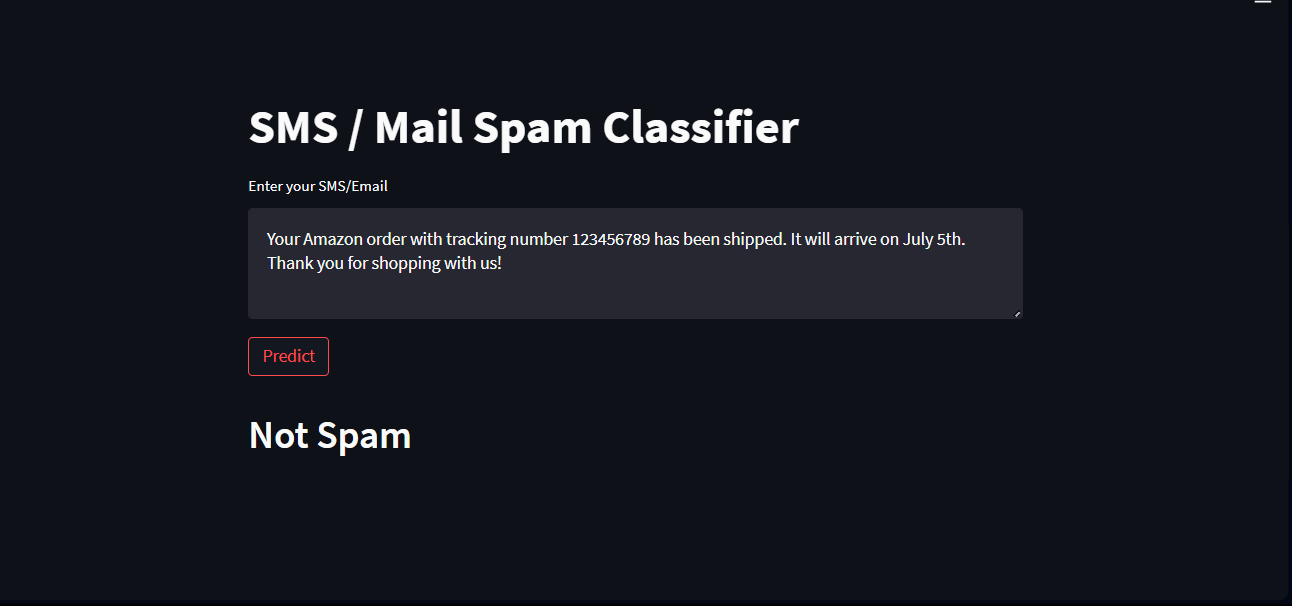 SMS / Mail Spam Classifier
Enter your SMS/Email
Your Amazon order with tracking number 123456789 has been shipped. It will arrive on July 5th.
Thank you for shopping with us!
Predict
Not Spam